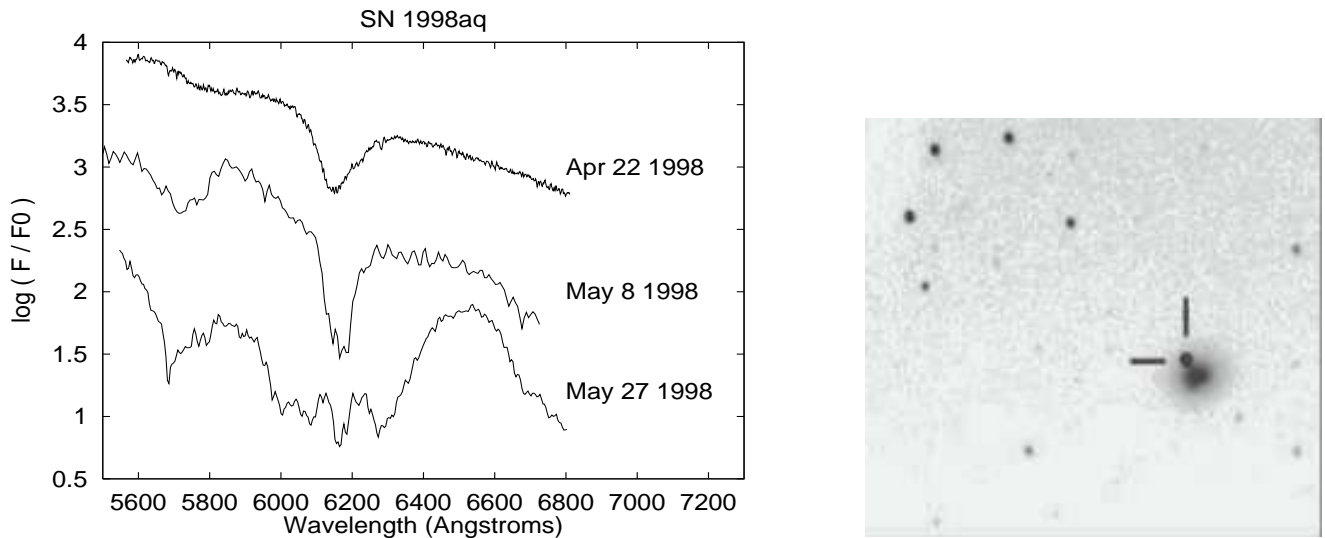 SN 1998aq
log ( F / F0 )
4
3.5
3
2.5
2
1.5
1
0.5
Apr 22 1998
May 8 1998
May 27 1998
5600 5800 6000 6200 6400 6600 6800 7000 7200
Wavelength (Angstroms)